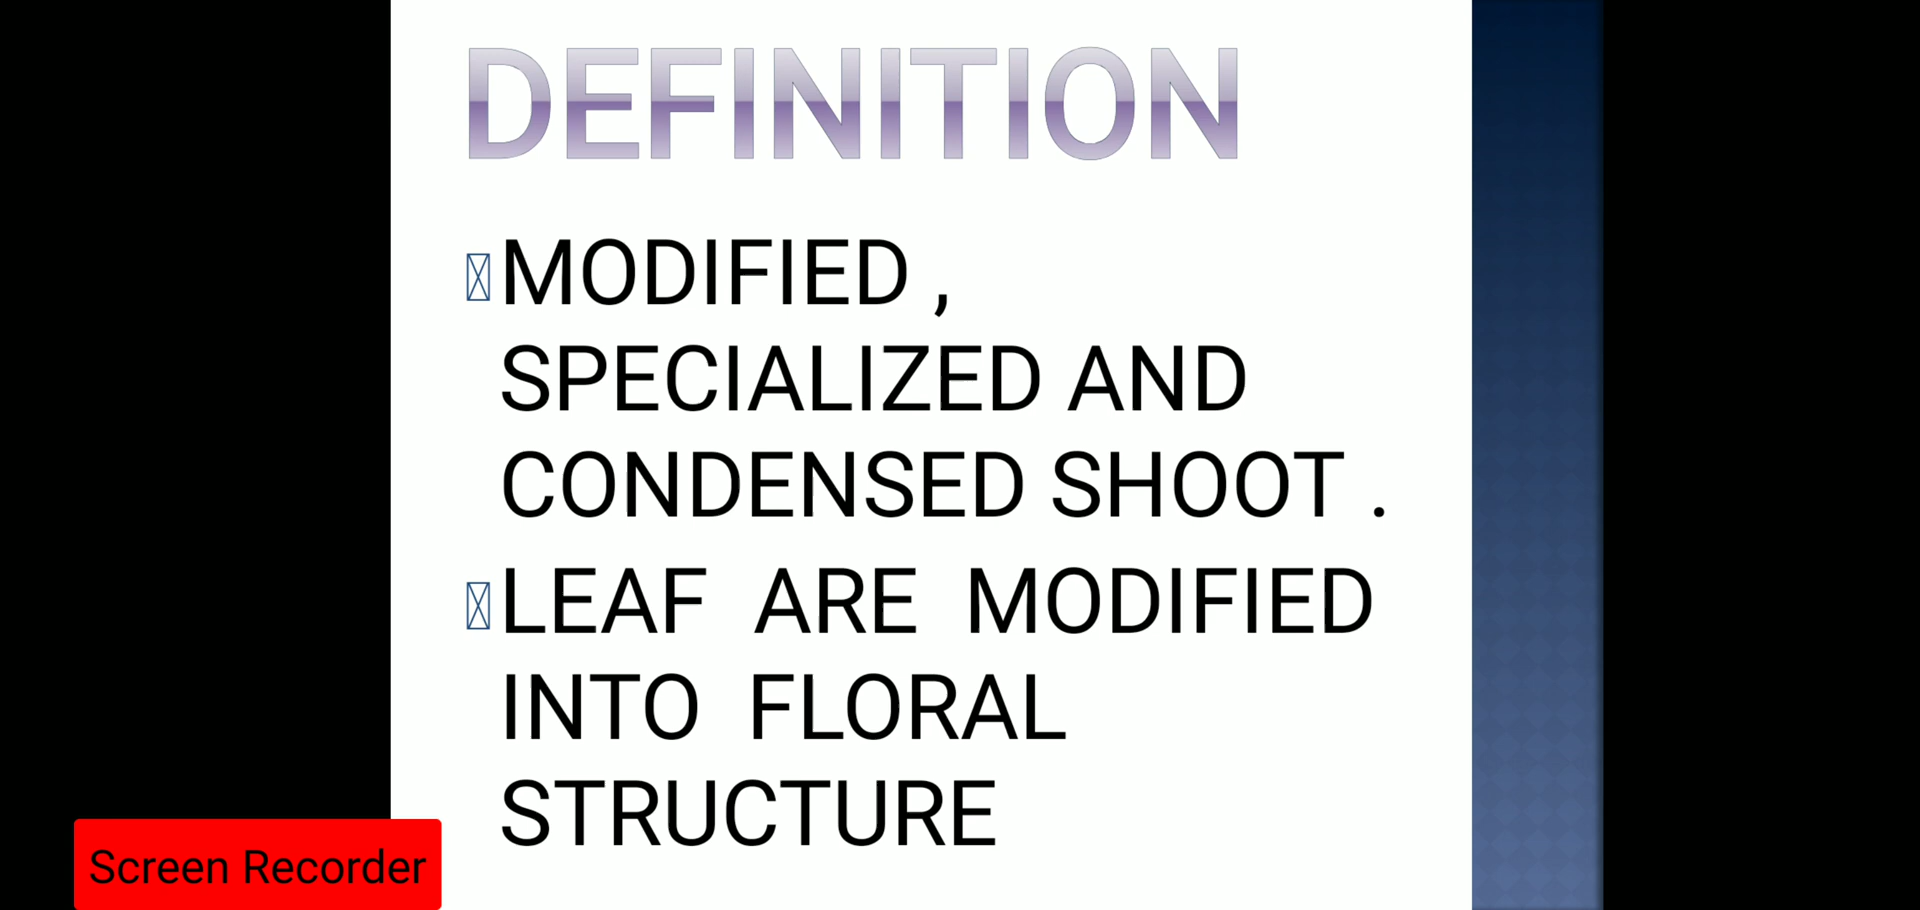 DEFINITION
MODIFIED ,
SPECIALIZED AND
CONDENSED SHOOT .
LEAF ARE MODIFIED
INTO FLORAL
STRUCTURE
Screen Recorder